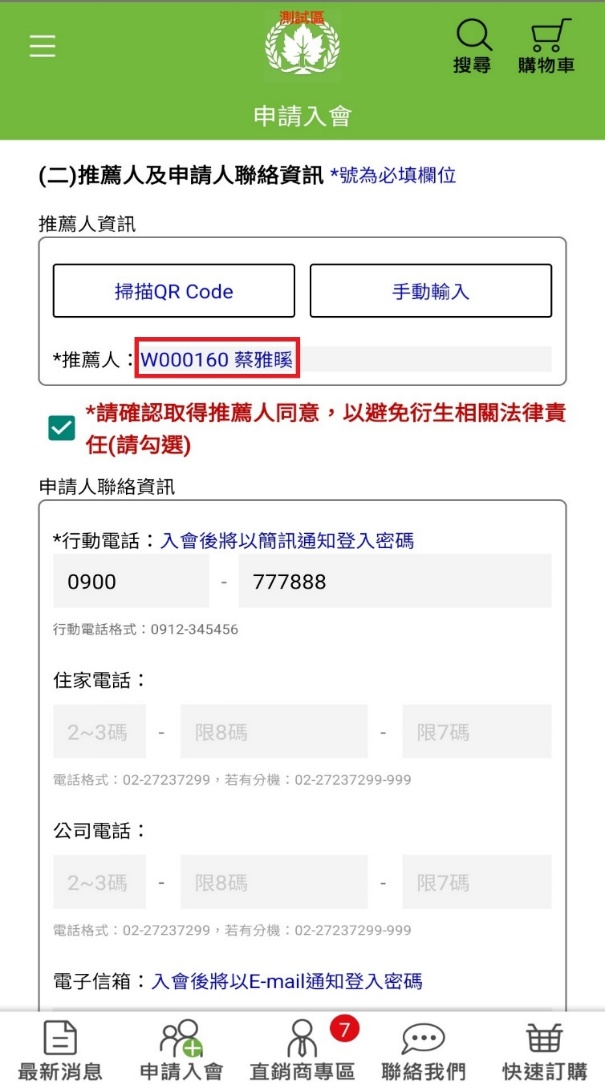 測試區
搜尋 購物車
申請入會
(二)推薦人及申請人聯絡資訊 *號為必填欄位
推薦人資訊
掃描QR Code 手動輸入
*推薦人：W000160 蔡雅暌
*請確認取得推薦人同意，以避免衍生相關法律責
任(請勾選)
申請人聯絡資訊
*行動電話：入會後將以簡訊通知登入密碼
0900 - 777888
行動電話格式：0912-345456
住家電話：
2~3碼 - 限8碼 - 限7碼
電話格式：02-27237299，若有分機：02-27237299-999
公司電話：
2~3碼 - 限8碼 - 限7碼
電話格式：02-27237299，若有分機：02-27237299-999
電子信箱：入會後將以E-mail通知登入密碼
7
最新消息 申請入會 直銷商專區 聯絡我們 快速訂購